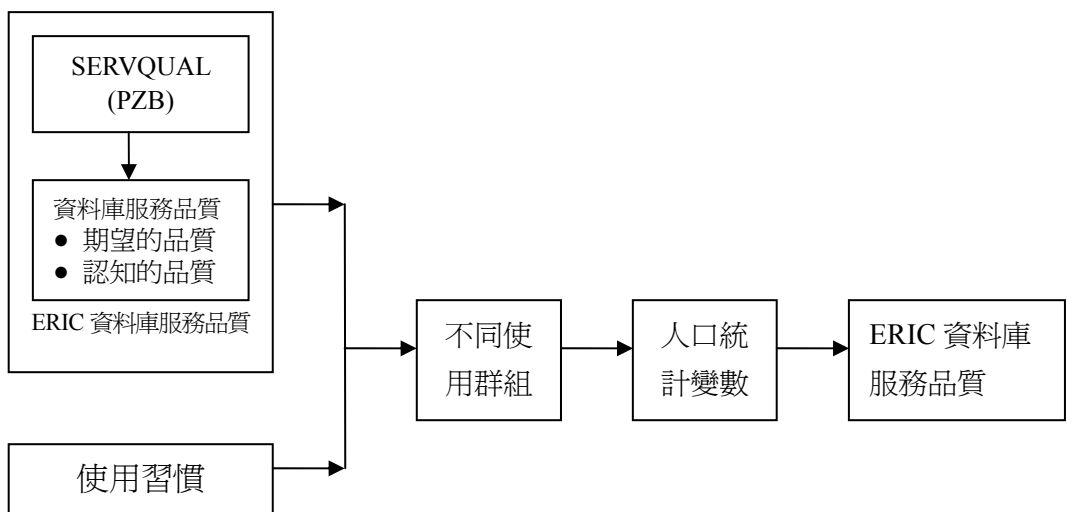 SERVQUAL
(PZB)
資料庫服務品質
● 期望的品質
● 認知的品質
ERIC 資料庫服務品質
不同使
用群組
人口統
計變數
ERIC 資料庫
服務品質
使用習慣